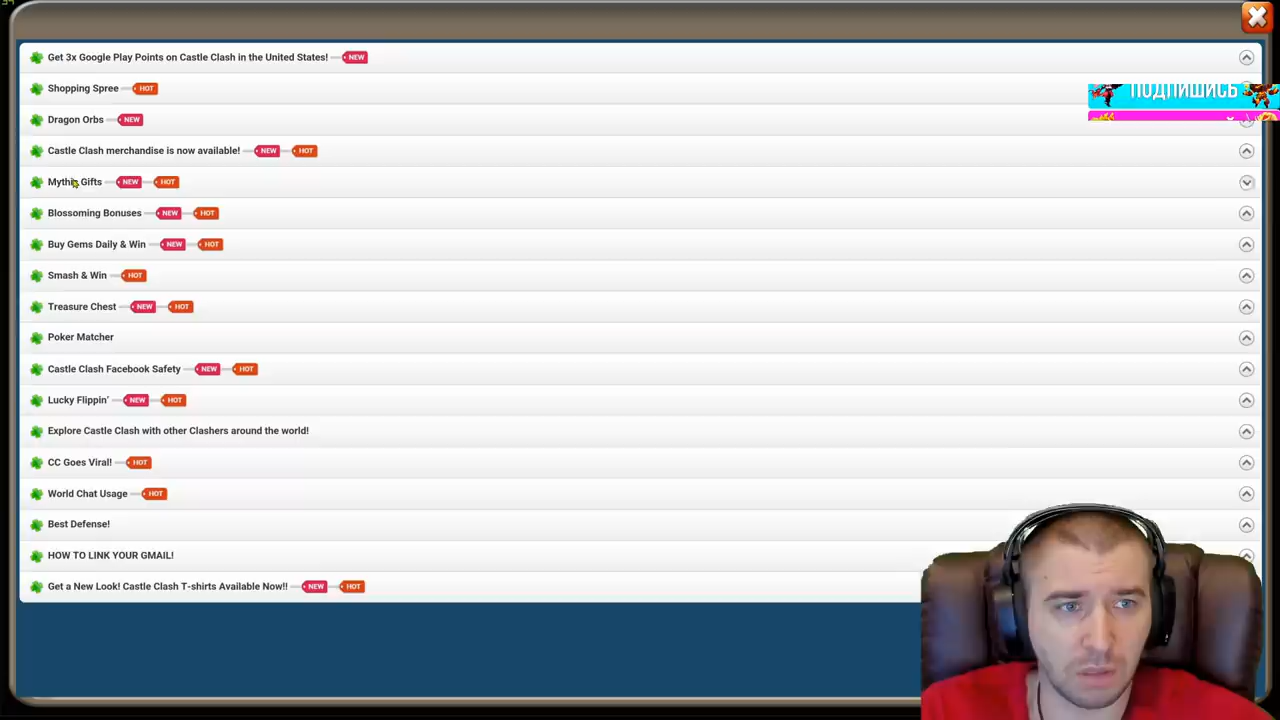 Get 3x Google Play Points on Castle Clash in the United States! NEW
Shopping Spree HOT
ПОДПИШИСЬ
Dragon Orbs NEW
Castle Clash merchandise is now available! NEW HOT
Mythic Gifts NEW HOT
Blossoming Bonuses NEW HOT
Buy Gems Daily & Win NEW HOT
Smash & Win HOT
Treasure Chest NEW HOT
Poker Matcher
Castle Clash Facebook Safety NEW HOT
Lucky Flippin' NEW HOT
Explore Castle Clash with other Clashers around the world!
CC Goes Viral! HOT
World Chat Usage HOT
Best Defense!
HOW TO LINK YOUR GMAIL!
Get a New Look! Castle Clash T-shirts Available Now!! NEW HOT